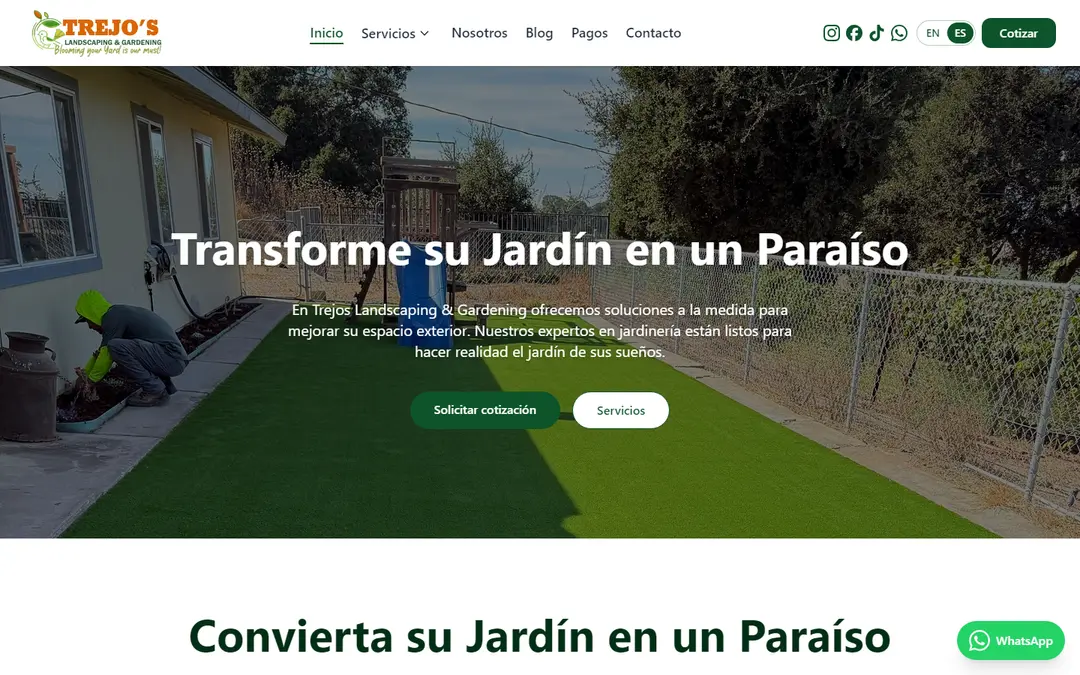 TREJO'S
LANDSCAPING & GARDENING
Blooming your Yard is our must!
Inicio
Servicios
Nosotros
Blog
Pagos
Contacto
EN
ES
Cotizar
Transforme su Jardín en un Paraíso
En Trejos Landscaping & Gardening ofrecemos soluciones a la medida para
mejorar su espacio exterior. Nuestros expertos en jardinería están listos para
hacer realidad el jardín de sus sueños.
Solicitar cotización
Servicios
Convierta su Jardín en un Paraíso
WhatsApp